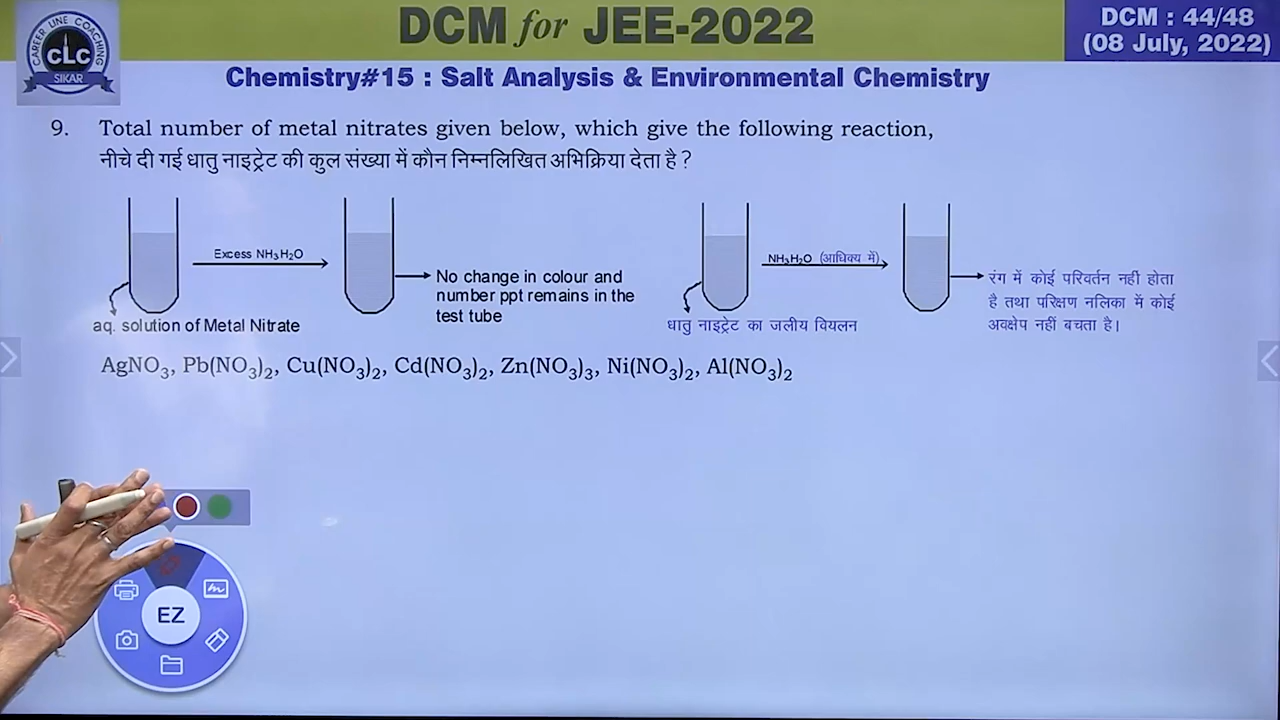 CAREER LINE COACHING
CLC
SIKAR
DCM for JEE-2022
DCM : 44/48
(08 July, 2022)
Chemistry#15 : Salt Analysis & Environmental Chemistry
9. Total number of metal nitrates given below, which give the following reaction,
नीचे दी गई धातु नाइट्रेट की कुल संख्या में कौन निम्नलिखित अभिक्रिया देता है ?
Excess NH₃H₂O
No change in colour and
number ppt remains in the
test tube
aq. solution of Metal Nitrate
NH₃H₂O (आधिक्य में)
रंग में कोई परिवर्तन नहीं होता
है तथा परिक्षण नलिका में कोई
अवक्षेप नहीं बचता है।
धातु नाइट्रेट का जलीय वियलन
AgNO₃, Pb(NO₃)₂, Cu(NO₃)₂, Cd(NO₃)₂, Zn(NO₃)₃, Ni(NO₃)₂, Al(NO₃)₂
EZ